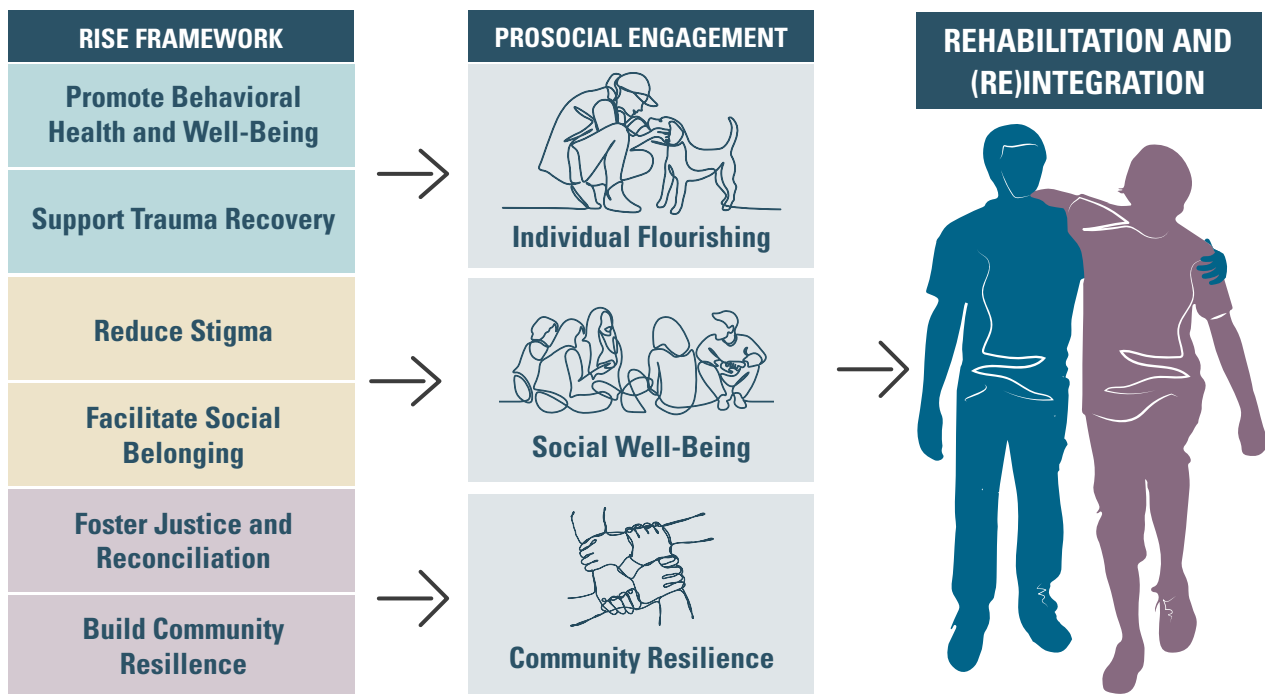 RISE FRAMEWORK
Promote Behavioral
Health and Well-Being
Support Trauma Recovery
Reduce Stigma
Facilitate Social
Belonging
Foster Justice and
Reconciliation
Build Community
Resillence
PROSOCIAL ENGAGEMENT
Individual Flourishing
Social Well-Being
Community Resilience
REHABILITATION AND
(RE)INTEGRATION